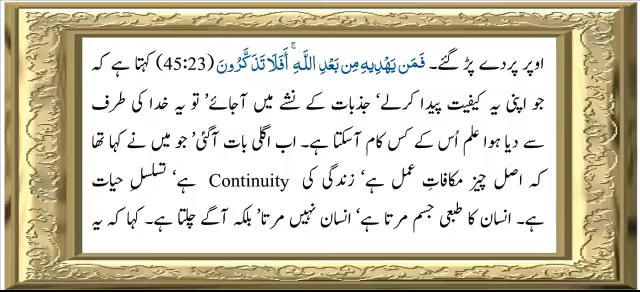 اوپر پردے پڑ گئے۔ فَمَن يَهْدِيهِ مِن بَعْدِ اللَّهِ ۚ أَفَلَا تَذَكَّرُونَ (45:23) کہتا ہے کہ
جو اپنی یہ کیفیت پیدا کرلے‘ جذبات کے نشے میں آجائے’ تو یہ خدا کی طرف
سے دیا ہوا علم اُس کے کس کام آسکتا ہے۔ اب اگلی بات آگئی’ جو میں نے کہا تھا
کہ اصل چیز مکافاتِ عمل ہے‘ زندگی کی Continuity ہے‘ تسلسلِ حیات
ہے۔ انسان کا طبعی جسم مرتا ہے‘ انسان نہیں مرتا’ بلکہ آگے چلتا ہے۔ کہا کہ یہ